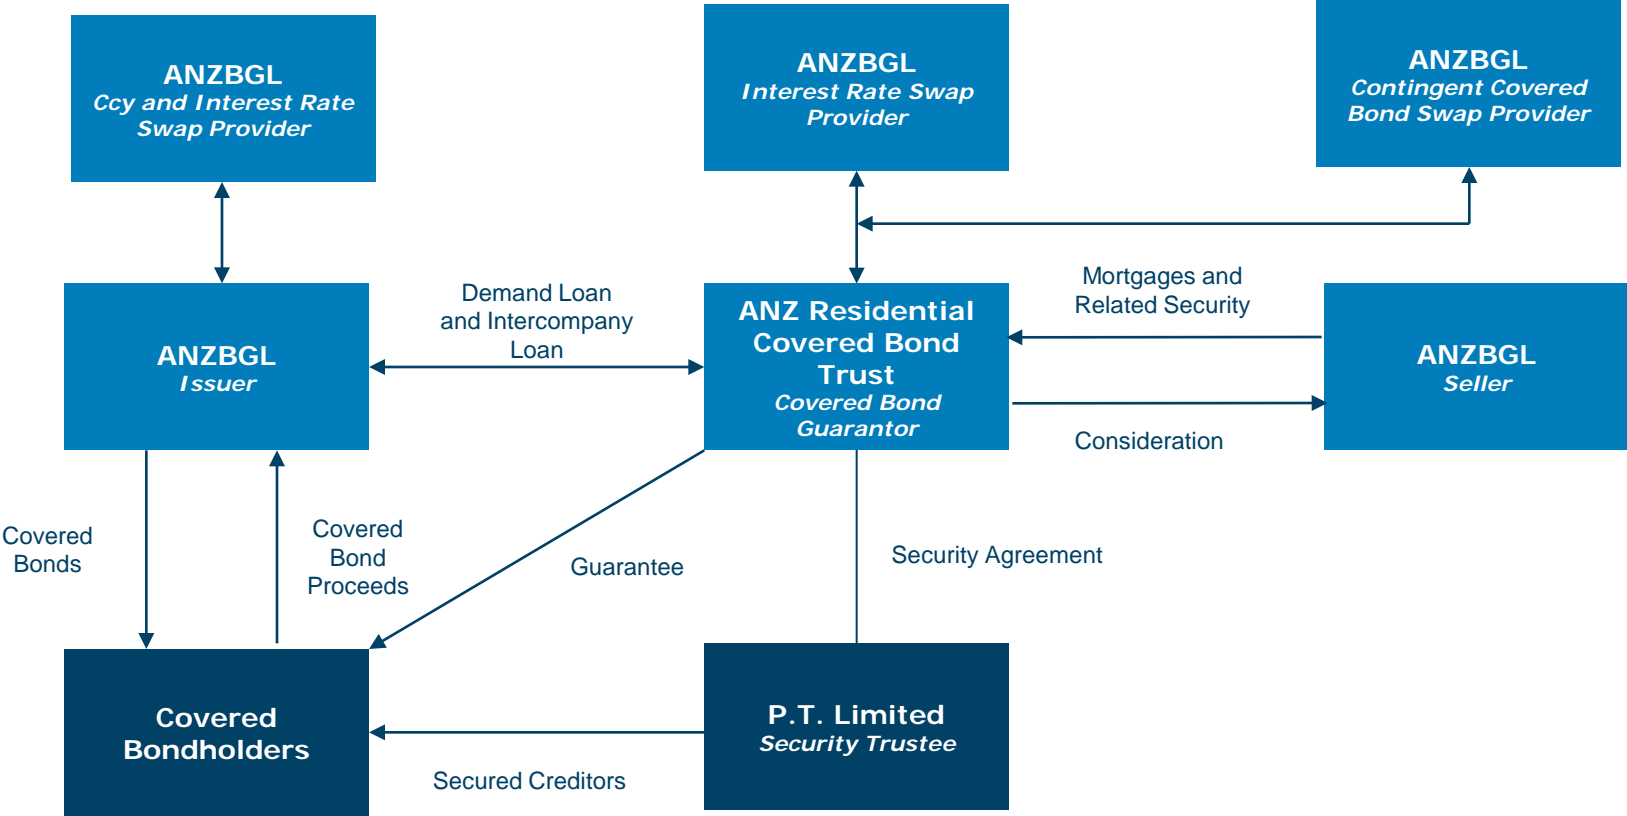 ANZBGL
Ccy and Interest Rate
Swap Provider
ANZBGL
Interest Rate Swap
Provider
ANZBGL
Contingent Covered
Bond Swap Provider
ANZBGL
Issuer
Demand Loan
and Intercompany
Loan
ANZ Residential
Covered Bond
Trust
Covered Bond
Guarantor
Mortgages and
Related Security
Consideration
ANZBGL
Seller
Covered
Bonds
Covered
Bond
Proceeds
Guarantee
Security Agreement
Covered
Bondholders
Secured Creditors
P.T. Limited
Security Trustee